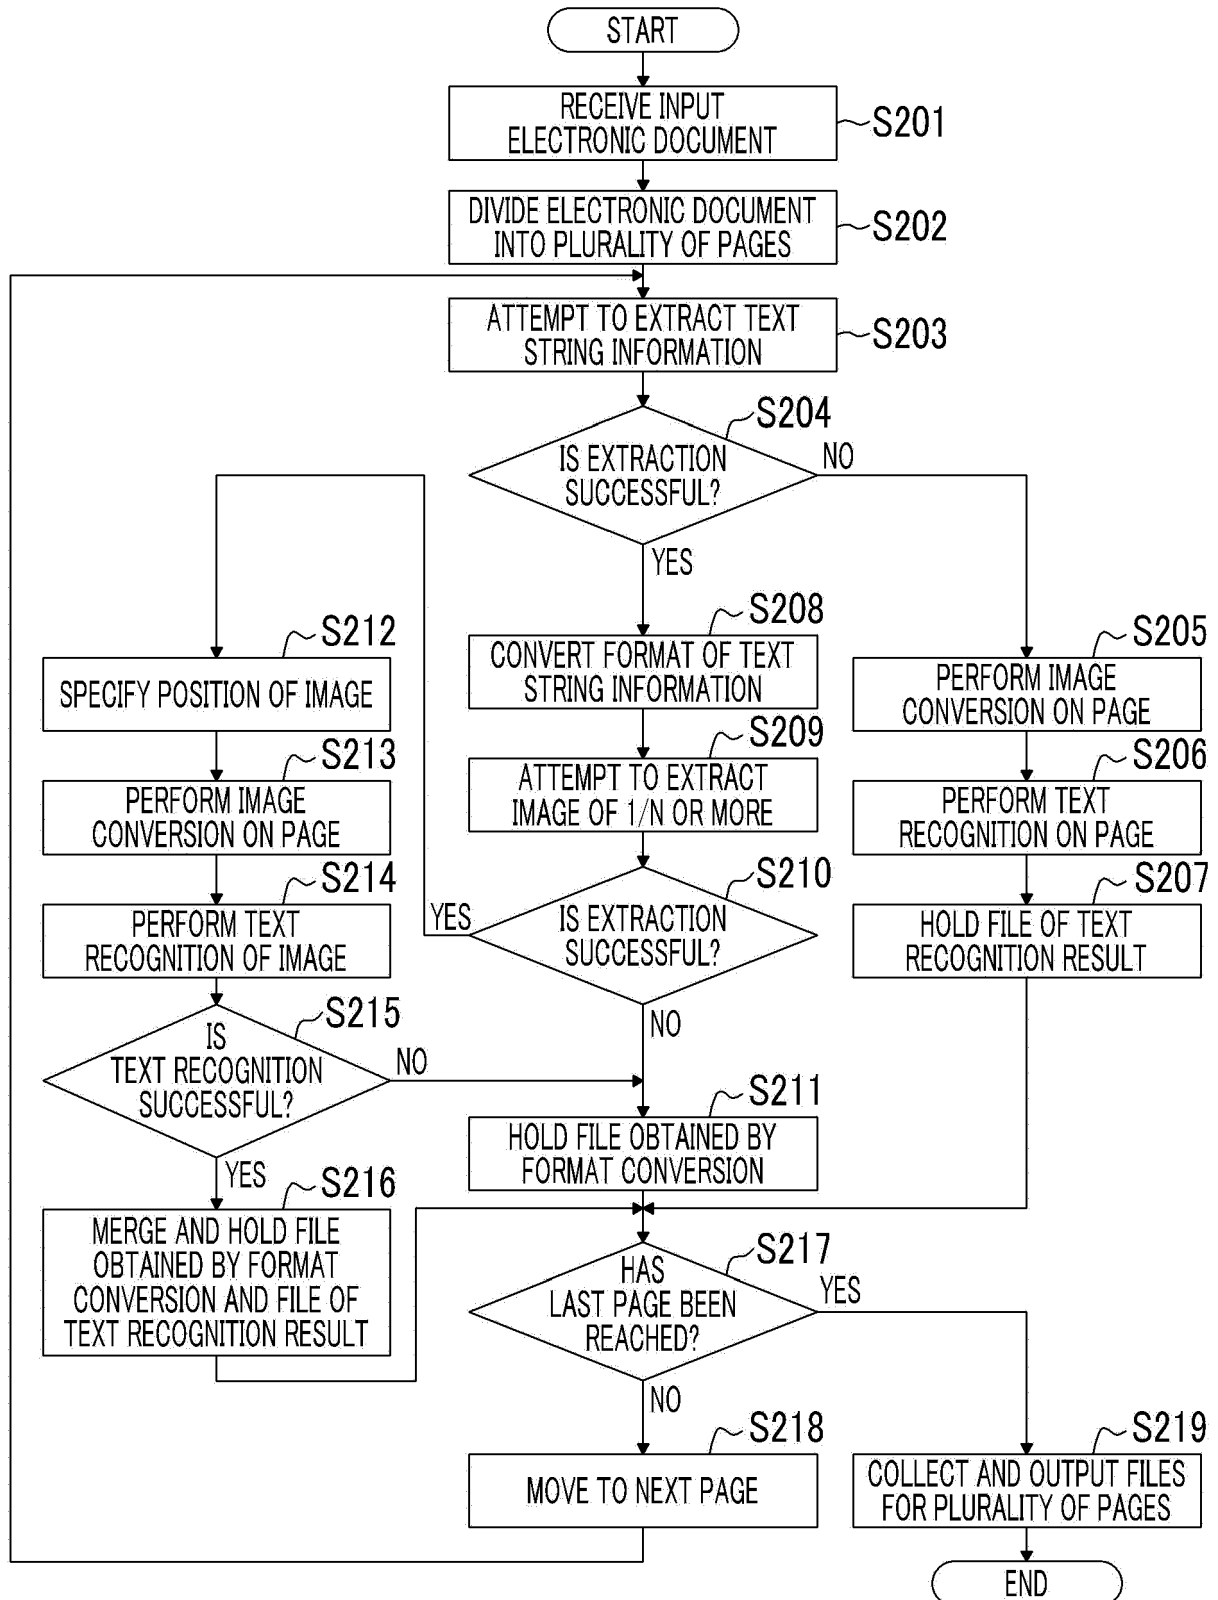 START
RECEIVE INPUT
ELECTRONIC DOCUMENT
S201
DIVIDE ELECTRONIC DOCUMENT
INTO PLURALITY OF PAGES
S202
ATTEMPT TO EXTRACT TEXT
STRING INFORMATION
S203
S204
IS EXTRACTION
SUCCESSFUL?
NO
YES
S212
SPECIFY POSITION OF IMAGE
S208
CONVERT FORMAT OF TEXT
STRING INFORMATION
S205
PERFORM IMAGE
CONVERSION ON PAGE
S213
PERFORM IMAGE
CONVERSION ON PAGE
S209
ATTEMPT TO EXTRACT
IMAGE OF 1/N OR MORE
S206
PERFORM TEXT
RECOGNITION ON PAGE
S214
PERFORM TEXT
RECOGNITION OF IMAGE
S210
YES
IS EXTRACTION
SUCCESSFUL?
NO
S207
HOLD FILE OF TEXT
RECOGNITION RESULT
S215
IS
TEXT RECOGNITION
SUCCESSFUL?
NO
YES
S211
HOLD FILE OBTAINED BY
FORMAT CONVERSION
S216
MERGE AND HOLD FILE
OBTAINED BY FORMAT
CONVERSION AND FILE OF
TEXT RECOGNITION RESULT
S217
HAS
LAST PAGE BEEN
REACHED?
YES
NO
S218
MOVE TO NEXT PAGE
S219
COLLECT AND OUTPUT FILES
FOR PLURALITY OF PAGES
END